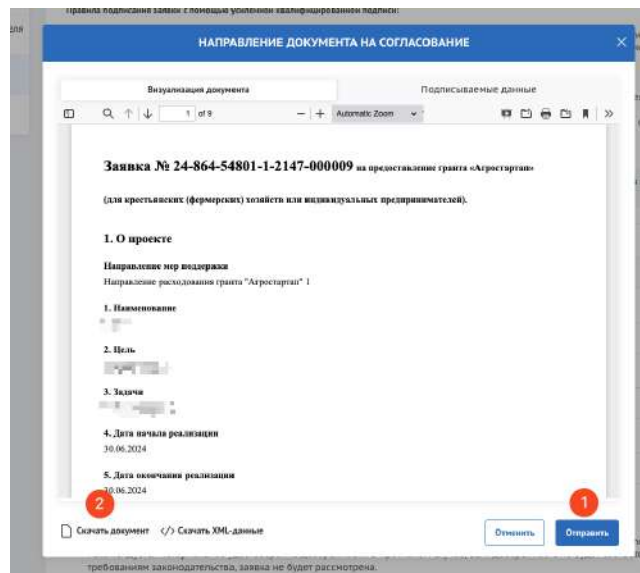 Правила подписания заявки с помощью усиленной квалифицированной подписи:
НАПРАВЛЕНИЕ ДОКУМЕНТА НА СОГЛАСОВАНИЕ
Визуализация документа
Подписываемые данные
1 of 9
Automatic Zoom
Заявка № 24-864-54801-1-2147-000009 на предоставление гранта «Агростартап»
(для крестьянских (фермерских) хозяйств или индивидуальных предпринимателей).
1. О проекте
Направление мер поддержки
Направление расходования гранта "Агростартап" 1
1. Наименование
2. Цель
3. Задачи
4. Дата начала реализации
30.06.2024
5. Дата окончания реализации
30.06.2024
2
1
Скачать документ
</> Скачать XML-данные
Отменить
Отправить
требованиям законодательства, заявка не будет рассмотрена.